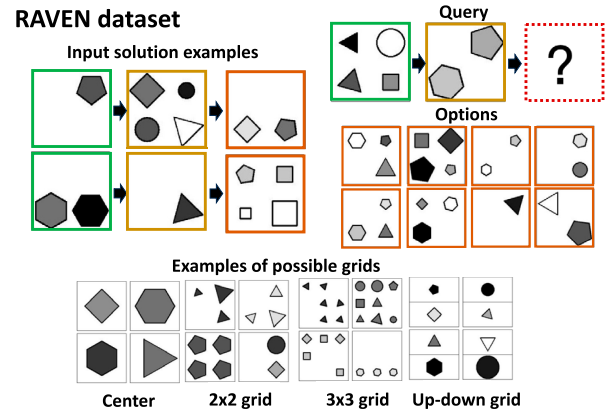 RAVEN dataset
Input solution examples
Query
?
Options
Examples of possible grids
Center
2x2 grid
3x3 grid
Up-down grid